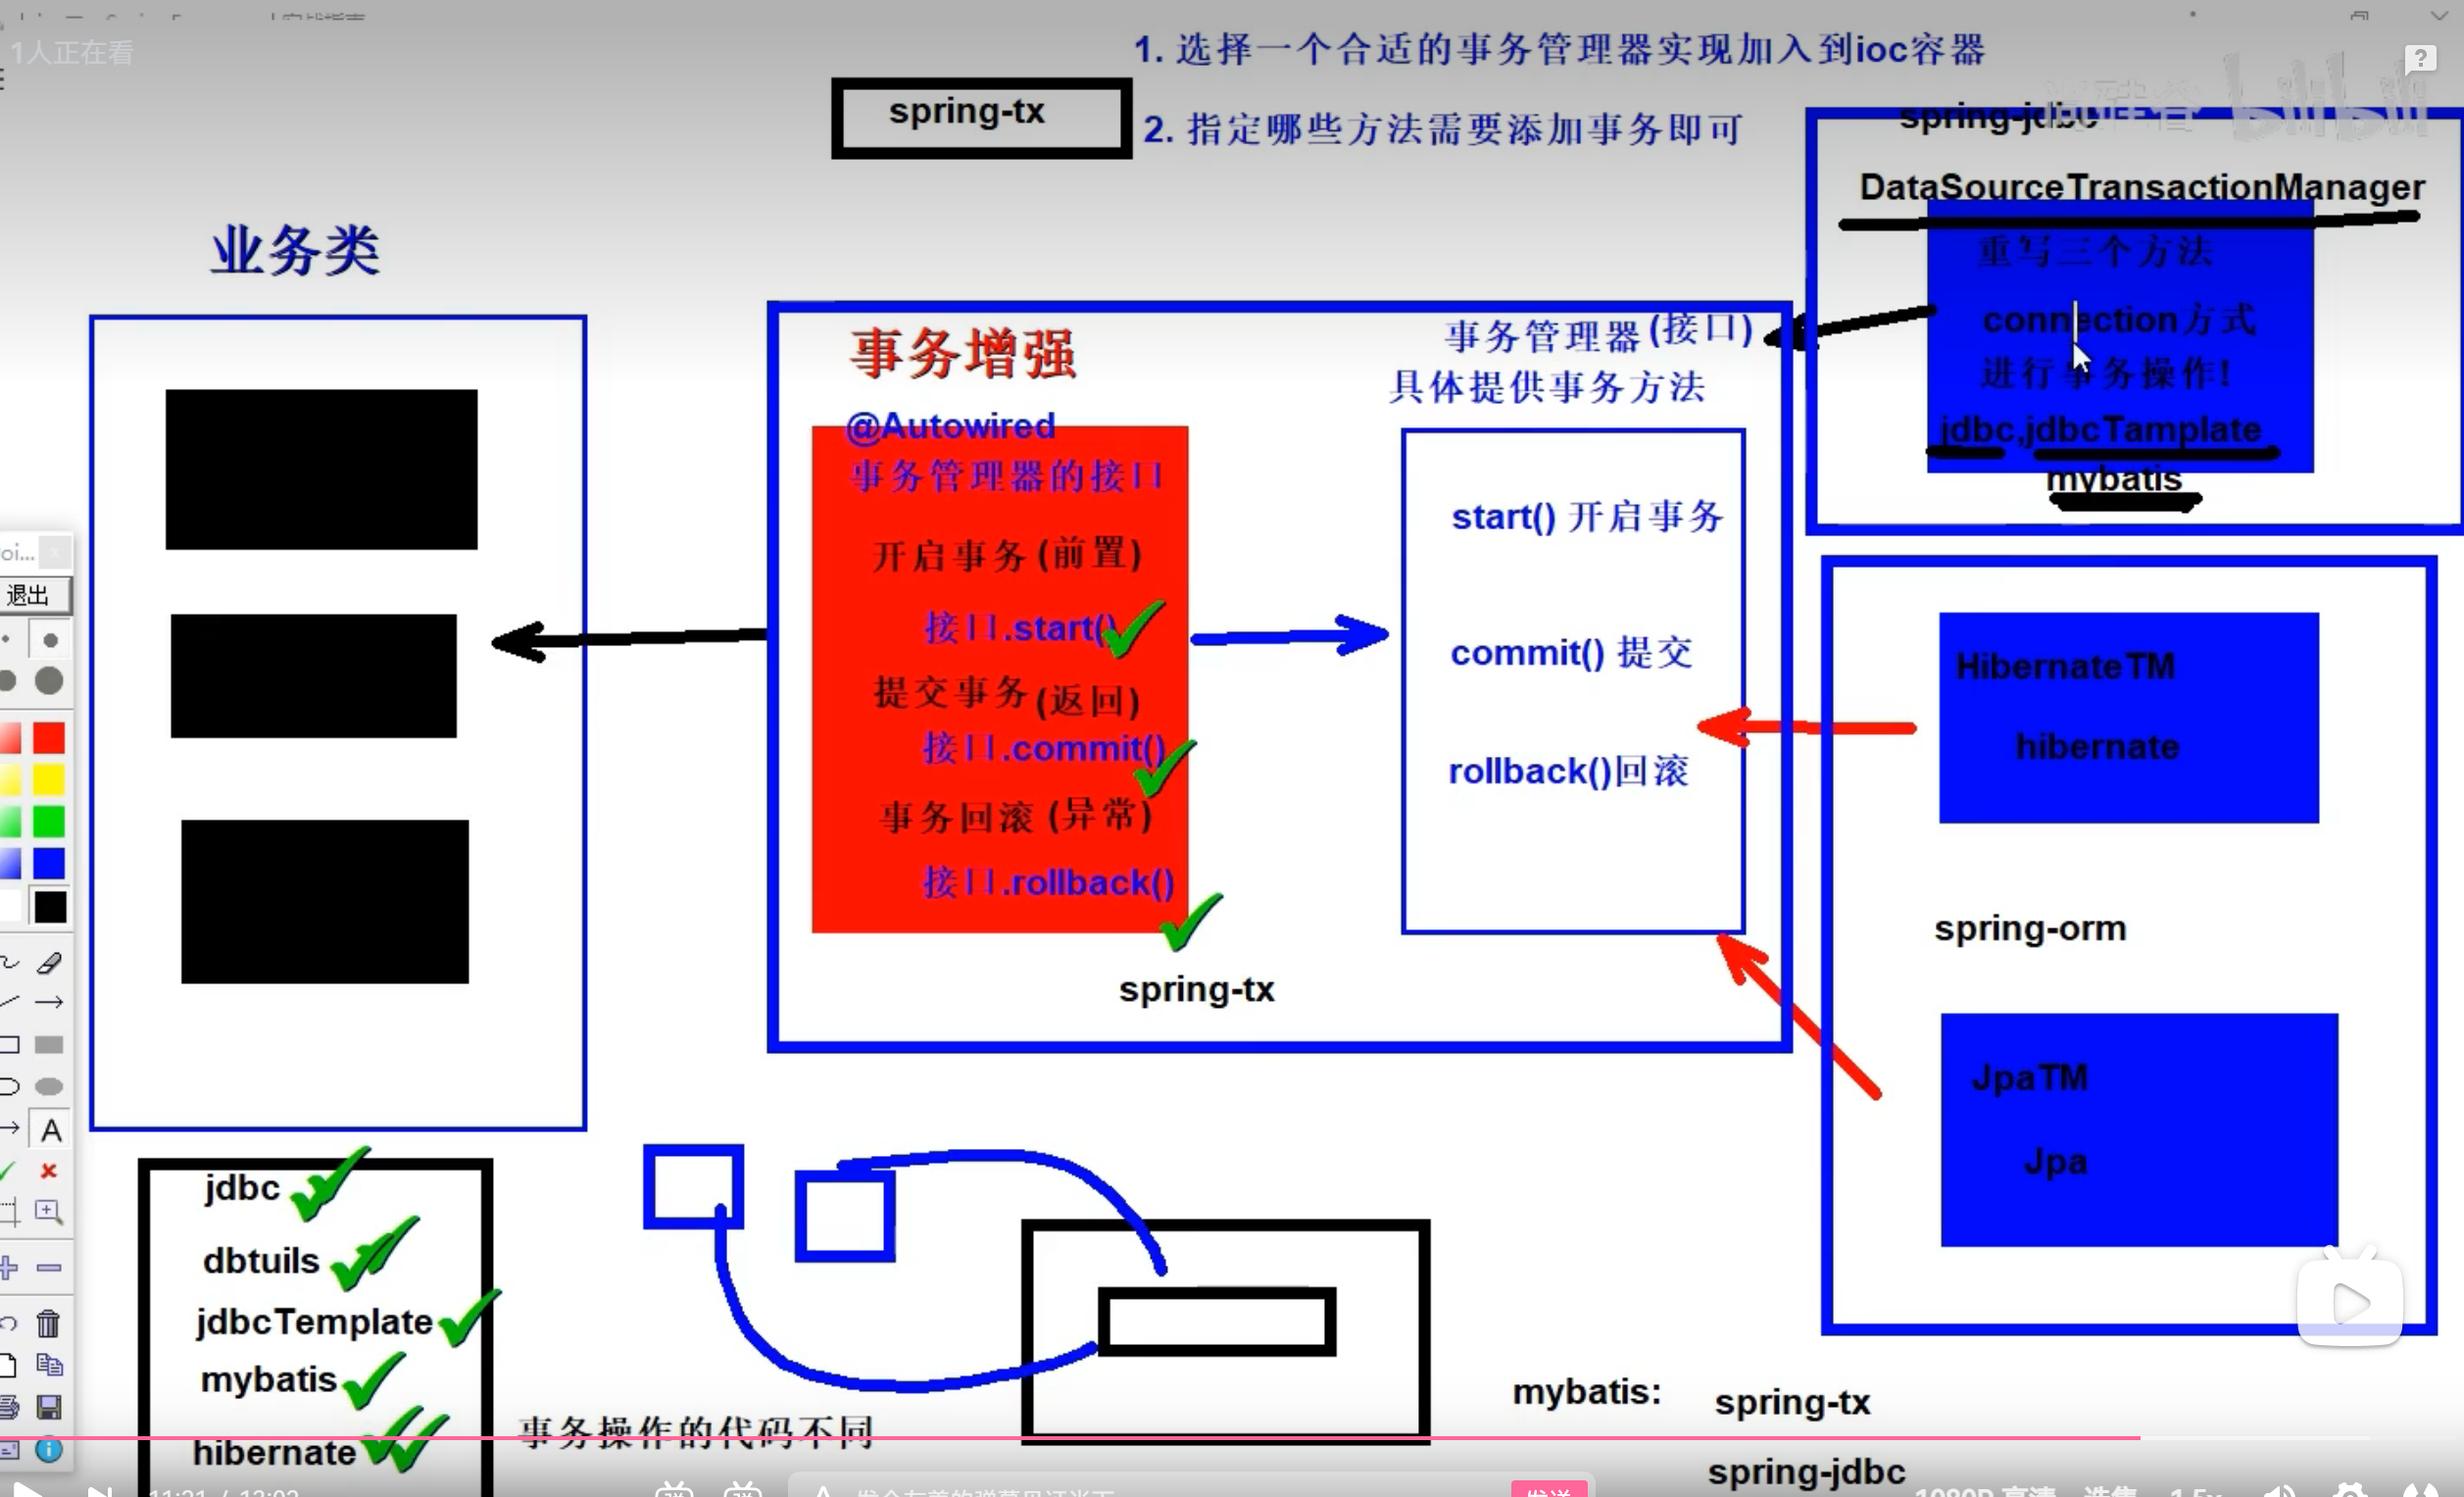 1人正在看
1. 选择一个合适的事务管理器实现加入到ioc容器
spring-tx
2. 指定哪些方法需要添加事务即可
bilibili
spring-jdbc
DataSourceTransactionManager
重写三个方法
connection方式
进行事务操作!
jdbc,jdbcTamplate
mybatis
业务类
事务增强
@Autowired
事务管理器的接口
开启事务(前置)
接口.start()
提交事务(返回)
接口.commit()
事务回滚(异常)
接口.rollback()
spring-tx
事务管理器(接口)
具体提供事务方法
start() 开启事务
commit() 提交
rollback()回滚
HibernateTM
hibernate
spring-orm
JpaTM
Jpa
退出
A
jdbc
dbtuils
jdbcTemplate
mybatis
hibernate
事务操作的代码不同
mybatis:
spring-tx
spring-jdbc